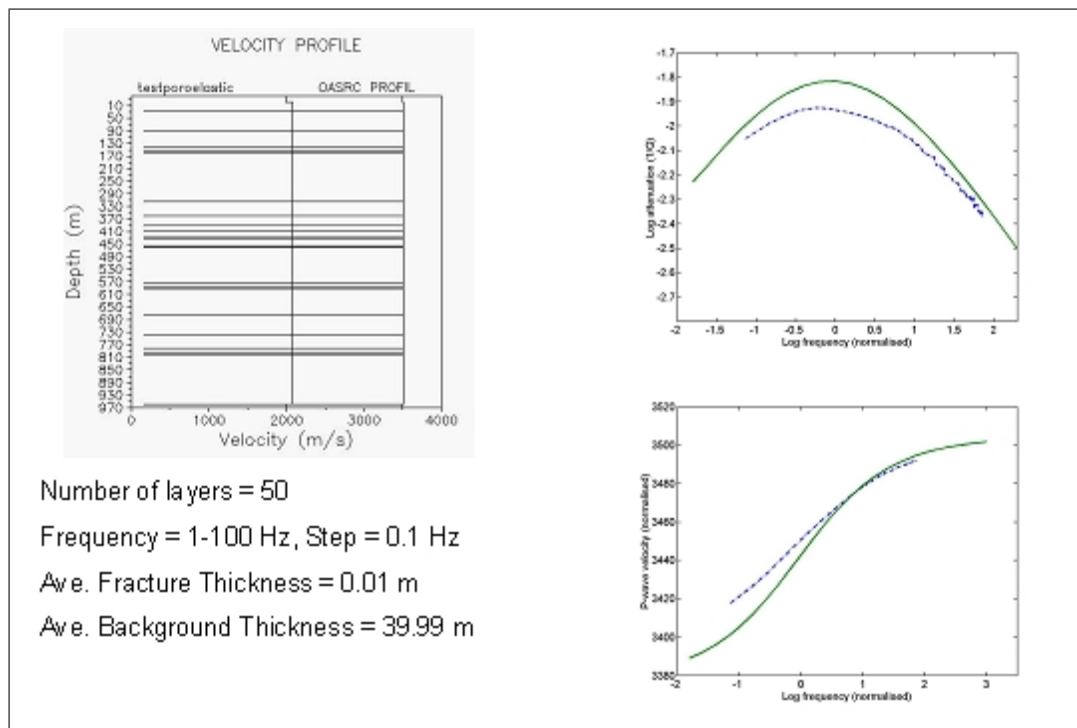 VELOCITY PROFILE
testporoelastic OASRC PROFIL
10
50
90
130
170
210
250
290
330
370
410
450
490
530
570
610
650
690
730
770
810
850
890
930
970
Depth (m)
0 1000 2000 3000 4000
Velocity (m/s)
Number of layers = 50
Frequency = 1-100 Hz, Step = 0.1 Hz
Ave. Fracture Thickness = 0.01 m
Ave. Background Thickness = 39.99 m
-1.7
-1.8
-1.9
-2
-2.1
-2.2
-2.3
-2.4
-2.5
-2.6
-2.7
Log attenuation (1/Q)
-2 -1.5 -1 -0.5 0 0.5 1 1.5 2
Log frequency (normalised)
3520
3500
3480
3460
3440
3420
3400
3380
P-wave velocity (normalised)
-2 -1 0 1 2 3
Log frequency (normalised)